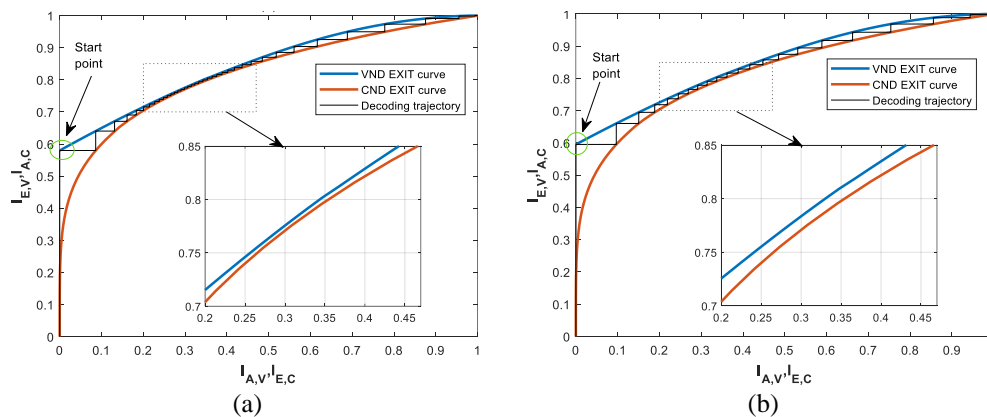 1
0.9
0.8
0.7
0.6
0.5
0.4
0.3
0.2
0.1
0
0 0.1 0.2 0.3 0.4 0.5 0.6 0.7 0.8 0.9 1
I_E,V,I_A,C
I_A,V,I_E,C
Start
point
VND EXIT curve
CND EXIT curve
Decoding trajectory
0.85
0.8
0.75
0.7
0.2 0.25 0.3 0.35 0.4 0.45
(a)
1
0.9
0.8
0.7
0.6
0.5
0.4
0.3
0.2
0.1
0
0 0.1 0.2 0.3 0.4 0.5 0.6 0.7 0.8 0.9
I_E,V,I_A,C
I_A,V,I_E,C
Start
point
VND EXIT curve
CND EXIT curve
Decoding trajectory
0.85
0.8
0.75
0.7
0.2 0.25 0.3 0.35 0.4 0.45
(b)